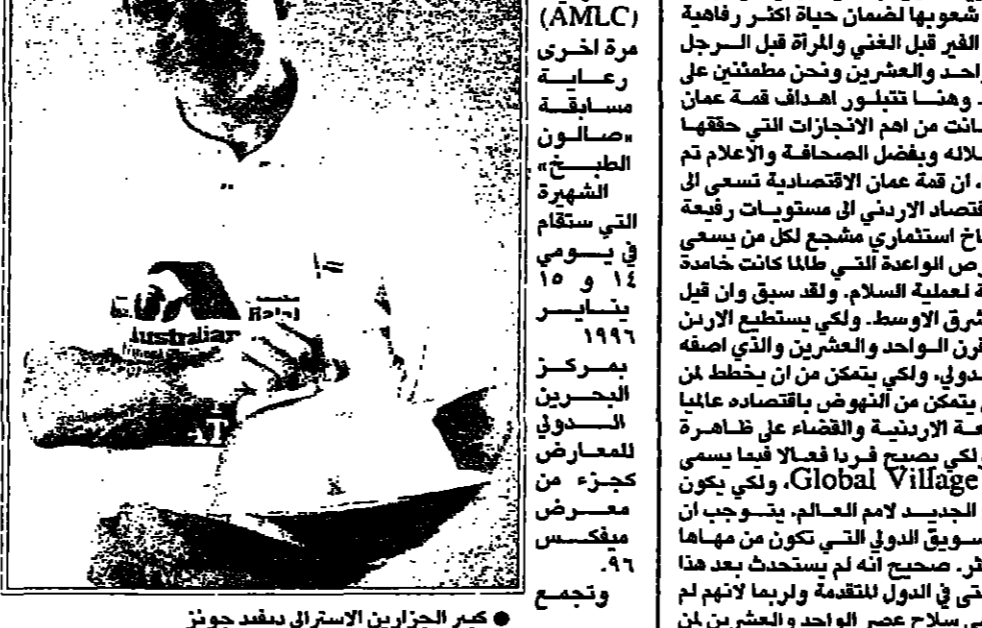 شعوبها لضمان حياة اكثر رفاهية
الفقير قبل الغني والمرأة قبل الرجل
واحد والعشرين ونحن مطمئنين على
. وهنا تتبلور اهداف قمة عمان
كانت من اهم الانجازات التي حققها
خلاله وبفضل الصحافة والاعلام تم
، ان قمة عمان الاقتصادية تسعى الى
قتصاد الاردني الى مستويات رفيعة
ناخ استثماري مشجع لكل من يسعى
رص الواعدة التي طالما كانت خامدة
ة لعملية السلام. ولقد سبق وان قيل
شرق الاوسط. ولكي يستطيع الاردن
قرن الواحد والعشرين والذي اصفه
لدولي، ولكي يتمكن من ان يخطط لمن
يتمكن من النهوض باقتصاده عالميا
عة الاردنية والقضاء على ظاهرة
ولكي يصبح فريا فعالا فيما يسمى
Global Village، ولكي يكون
الجديد لامم العالم، يتوجب ان
سويق الدولي التي تكون من مهاها
ثر. صحيح انه لم يستحدث بعد هذا
تى في الدول المتقدمة ولربما لانهم لم
ى سلاح عصر الواحد والعشرين لمن
(AMLC)
مرة اخرى
رعاية
مسابقة
«صالون
الطبخ»
الشهيرة
التي ستقام
في يومي
١٤ و ١٥
يناير
١٩٩٦
بمركز
البحرين
الدولي
للمعارض
كجزء من
معرض
ميفكس
٩٦.
وتجمع
Halal
Australian
● كبير الجزارين الاسترالي ديفيد جونز